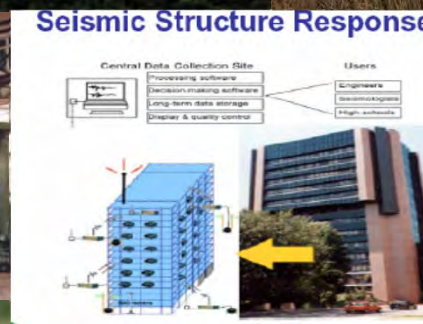 Seismic Structure Response
Central Data Collection Site
Users
Processing software
Decision making software
Long-term data storage
Display & quality control
Engineers
Seismologists
High-schools